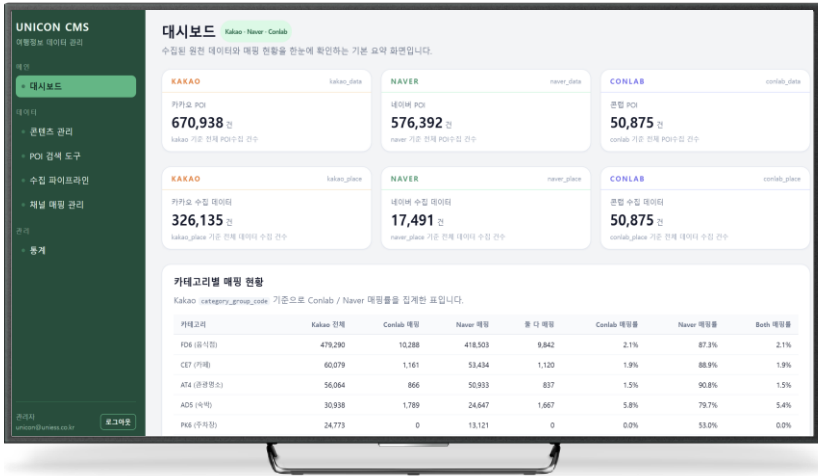 UNICON CMS
여행정보 데이터 관리
메인
대시보드
데이터
콘텐츠 관리
POI 검색 도구
수집 파이프라인
채널 매핑 관리
관리
통계
관리자
unicon@uniess.co.kr
로그아웃
대시보드
Kakao · Naver · Conlab
수집된 원천 데이터와 매핑 현황을 한눈에 확인하는 기본 요약 화면입니다.
KAKAO kakao_data
카카오 POI
670,938 건
kakao 기준 전체 POI수집 건수
NAVER naver_data
네이버 POI
576,392 건
naver 기준 전체 POI수집 건수
CONLAB conlab_data
콘랩 POI
50,875 건
conlab 기준 전체 POI수집 건수
KAKAO kakao_place
카카오 수집 데이터
326,135 건
kakao_place 기준 전체 데이터 수집 건수
NAVER naver_place
네이버 수집 데이터
17,491 건
naver_place 기준 전체 데이터 수집 건수
CONLAB conlab_place
콘랩 수집 데이터
50,875 건
conlab_place 기준 전체 데이터 수집 건수
카테고리별 매핑 현황
Kakao category_group_code 기준으로 Conlab / Naver 매핑률을 집계한 표입니다.
카테고리 Kakao 전체 Conlab 매핑 Naver 매핑 둘 다 매핑 Conlab 매핑률 Naver 매핑률 Both 매핑률
FD6 (음식점) 479,290 10,288 418,503 9,842 2.1% 87.3% 2.1%
CE7 (카페) 60,079 1,161 53,434 1,120 1.9% 88.9% 1.9%
AT4 (관광명소) 56,064 866 50,933 837 1.5% 90.8% 1.5%
AD5 (숙박) 30,938 1,789 24,647 1,667 5.8% 79.7% 5.4%
PK6 (주차장) 24,773 0 13,121 0 0.0% 53.0% 0.0%